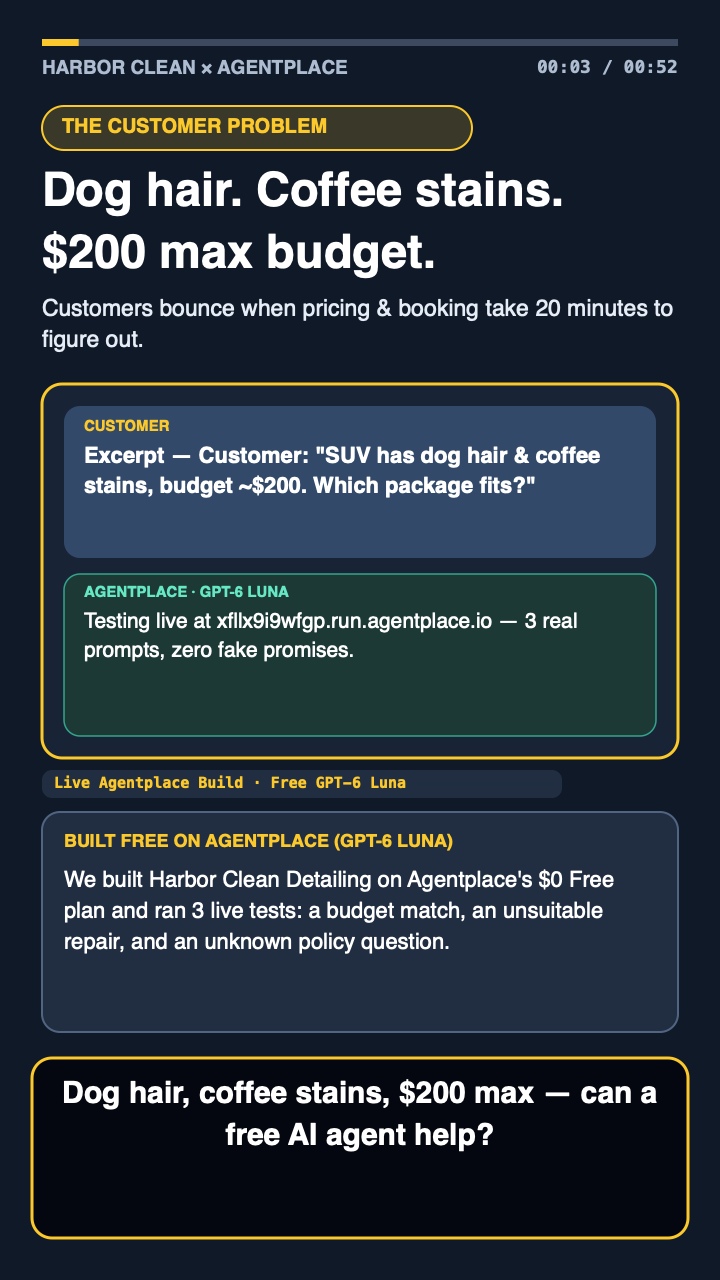 HARBOR CLEAN × AGENTPLACE
00:03 / 00:52
THE CUSTOMER PROBLEM
Dog hair. Coffee stains.
$200 max budget.
Customers bounce when pricing & booking take 20 minutes to
figure out.
CUSTOMER
Excerpt — Customer: "SUV has dog hair & coffee
stains, budget ~$200. Which package fits?"
AGENTPLACE · GPT-6 LUNA
Testing live at xfllx9i9wfgp.run.agentplace.io — 3 real
prompts, zero fake promises.
Live Agentplace Build · Free GPT-6 Luna
BUILT FREE ON AGENTPLACE (GPT-6 LUNA)
We built Harbor Clean Detailing on Agentplace's $0 Free
plan and ran 3 live tests: a budget match, an unsuitable
repair, and an unknown policy question.
Dog hair, coffee stains, $200 max — can a
free AI agent help?